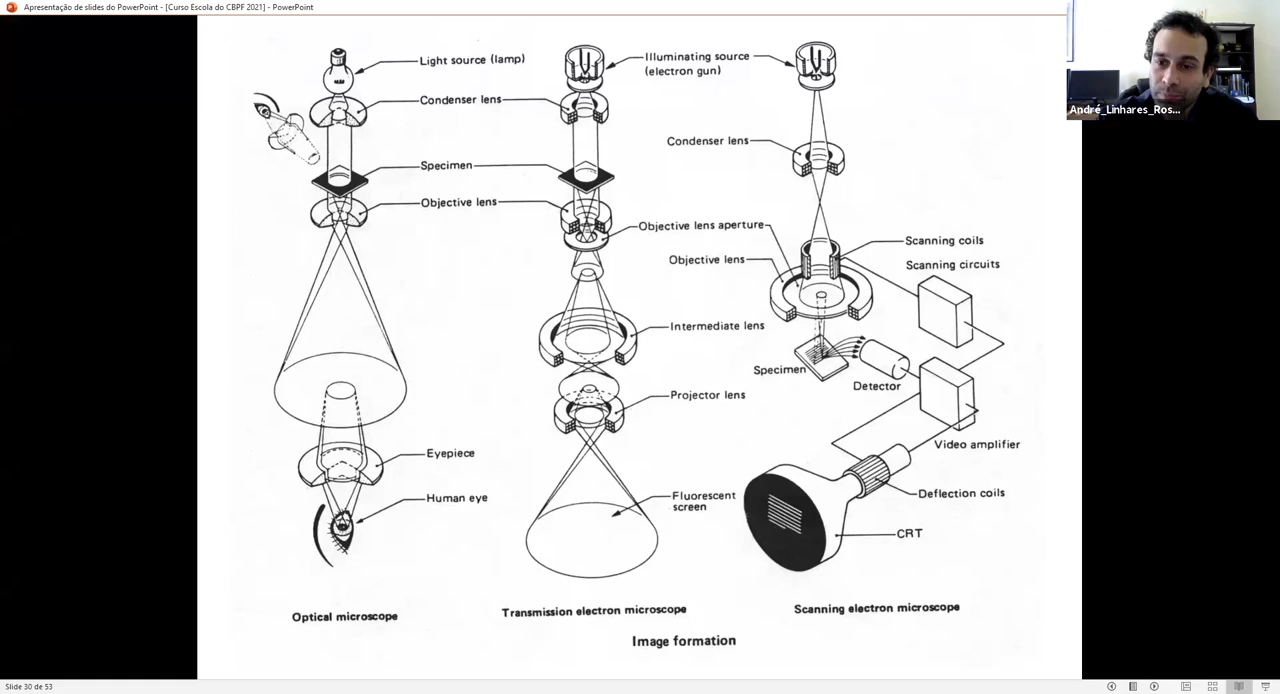 Apresentação de slides do PowerPoint - [Curso Escola do CBPF 2021] - PowerPoint
André_Linhares_Ros...
Light source (lamp)
Condenser lens
Specimen
Objective lens
Eyepiece
Human eye
Optical microscope
Illuminating source
(electron gun)
Objective lens aperture
Intermediate lens
Projector lens
Fluorescent
screen
Transmission electron microscope
Condenser lens
Objective lens
Scanning coils
Scanning circuits
Specimen
Detector
Video amplifier
Deflection coils
CRT
Scanning electron microscope
Image formation
Slide 30 de 53